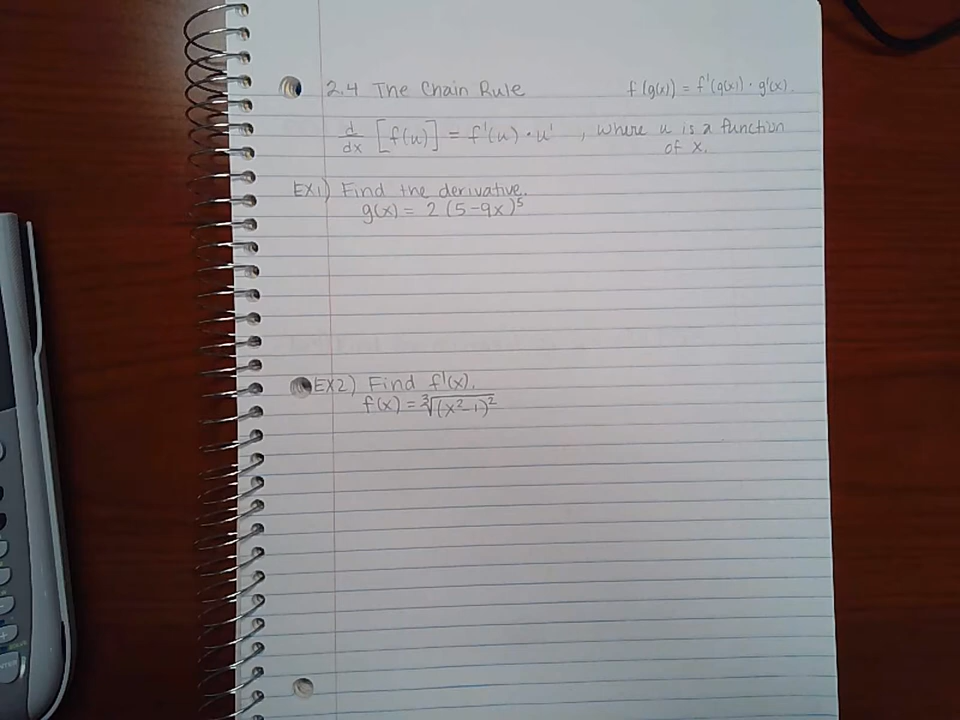 2.4 The Chain Rule f(g(x)) = f'(g(x)) · g'(x).
d/dx [f(u)] = f'(u) · u' , where u is a function
of x.
EX1) Find the derivative.
g(x) = 2(5-9x)^5
EX2) Find f'(x).
f(x) = ∛(x²-1)²